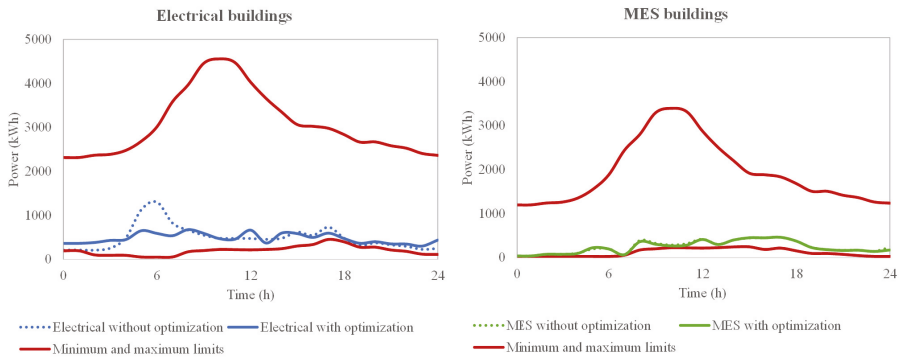 Electrical buildings
5000
4000
3000
2000
1000
0
Power (kWh)
0
6
12
18
24
Time (h)
Electrical without optimization
Electrical with optimization
Minimum and maximum limits
MES buildings
5000
4000
3000
2000
1000
0
Power (kWh)
0
6
12
18
24
Time (h)
MES without optimization
MES with optimization
Minimum and maximum limits